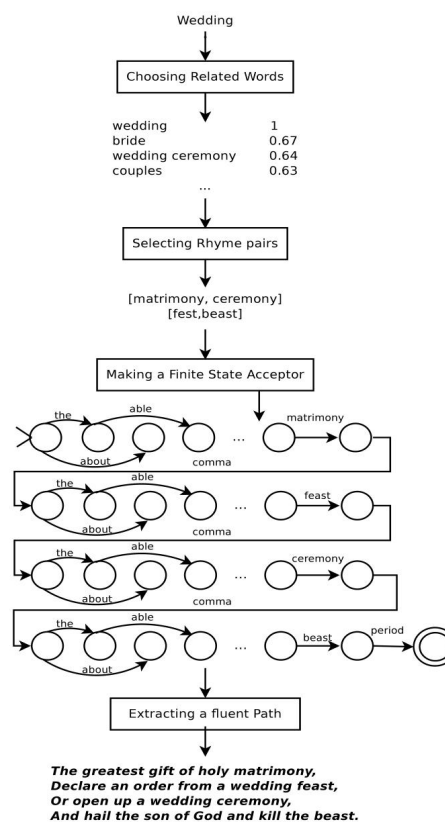 Wedding
Choosing Related Words
wedding 1
bride 0.67
wedding ceremony 0.64
couples 0.63
...
Selecting Rhyme pairs
[matrimony, ceremony]
[fest,beast]
Making a Finite State Acceptor
the able matrimony
...
about comma
the able feast
...
about comma
the able ceremony
...
about comma
the able beast period
...
about
Extracting a fluent Path
The greatest gift of holy matrimony,
Declare an order from a wedding feast,
Or open up a wedding ceremony,
And hail the son of God and kill the beast.